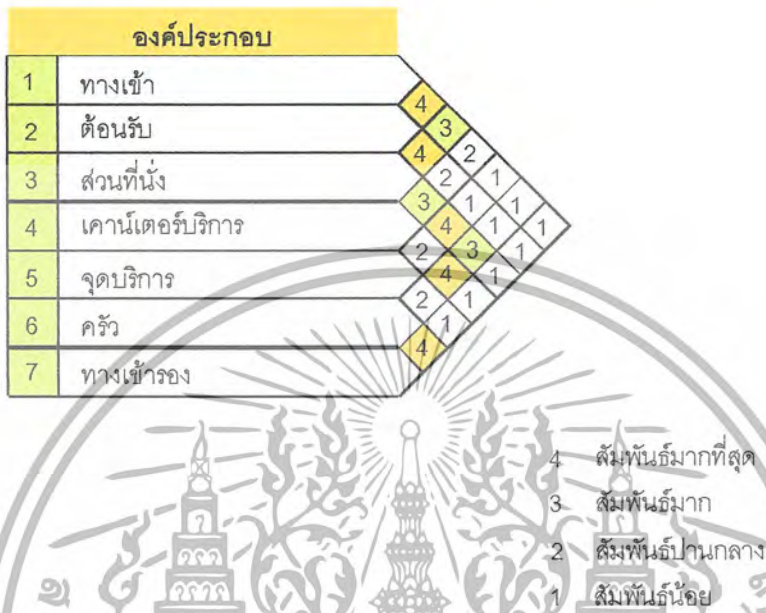 องค์ประกอบ
1 ทางเข้า
4
2 ต้อนรับ 3
4 2
3 ส่วนที่นั่ง 2 1
3 1 1
4 เคาน์เตอร์บริการ 4 1 1
2 3 1
5 จุดบริการ 4 1
2 1
6 ครัว 1
4
7 ทางเข้ารอง
4 สัมพันธ์มากที่สุด
3 สัมพันธ์มาก
2 สัมพันธ์ปานกลาง
1 สัมพันธ์น้อย